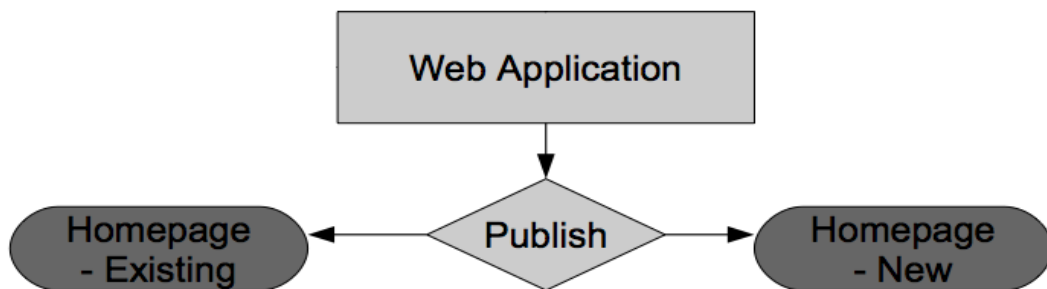 Web Application
Publish
Homepage
- Existing
Homepage
- New